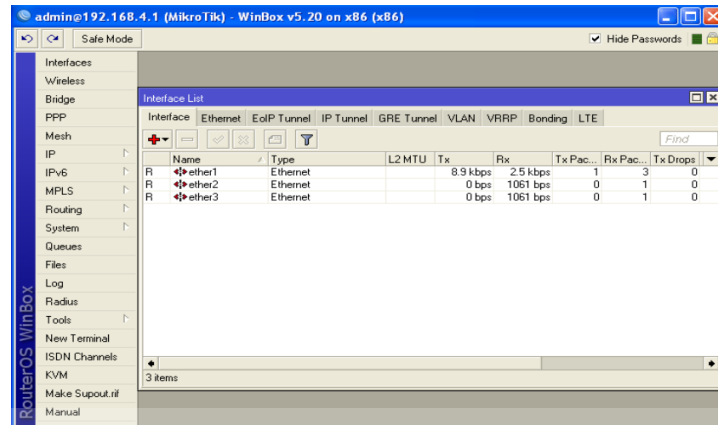 admin@192.168.4.1 (MikroTik) - WinBox v5.20 on x86 (x86)
Safe Mode
Hide Passwords
Interfaces
Wireless
Bridge
PPP
Mesh
IP
IPv6
MPLS
Routing
System
Queues
Files
Log
Radius
Tools
New Terminal
ISDN Channels
KVM
Make Supout.rif
Manual
RouterOS WinBox
Interface List
Interface Ethernet EoIP Tunnel IP Tunnel GRE Tunnel VLAN VRRP Bonding LTE
Find
Name Type L2 MTU Tx Rx Tx Pac... Rx Pac... Tx Drops
R ether1 Ethernet 8.9 kbps 2.5 kbps 1 3 0
R ether2 Ethernet 0 bps 1061 bps 0 1 0
R ether3 Ethernet 0 bps 1061 bps 0 1 0
3 items